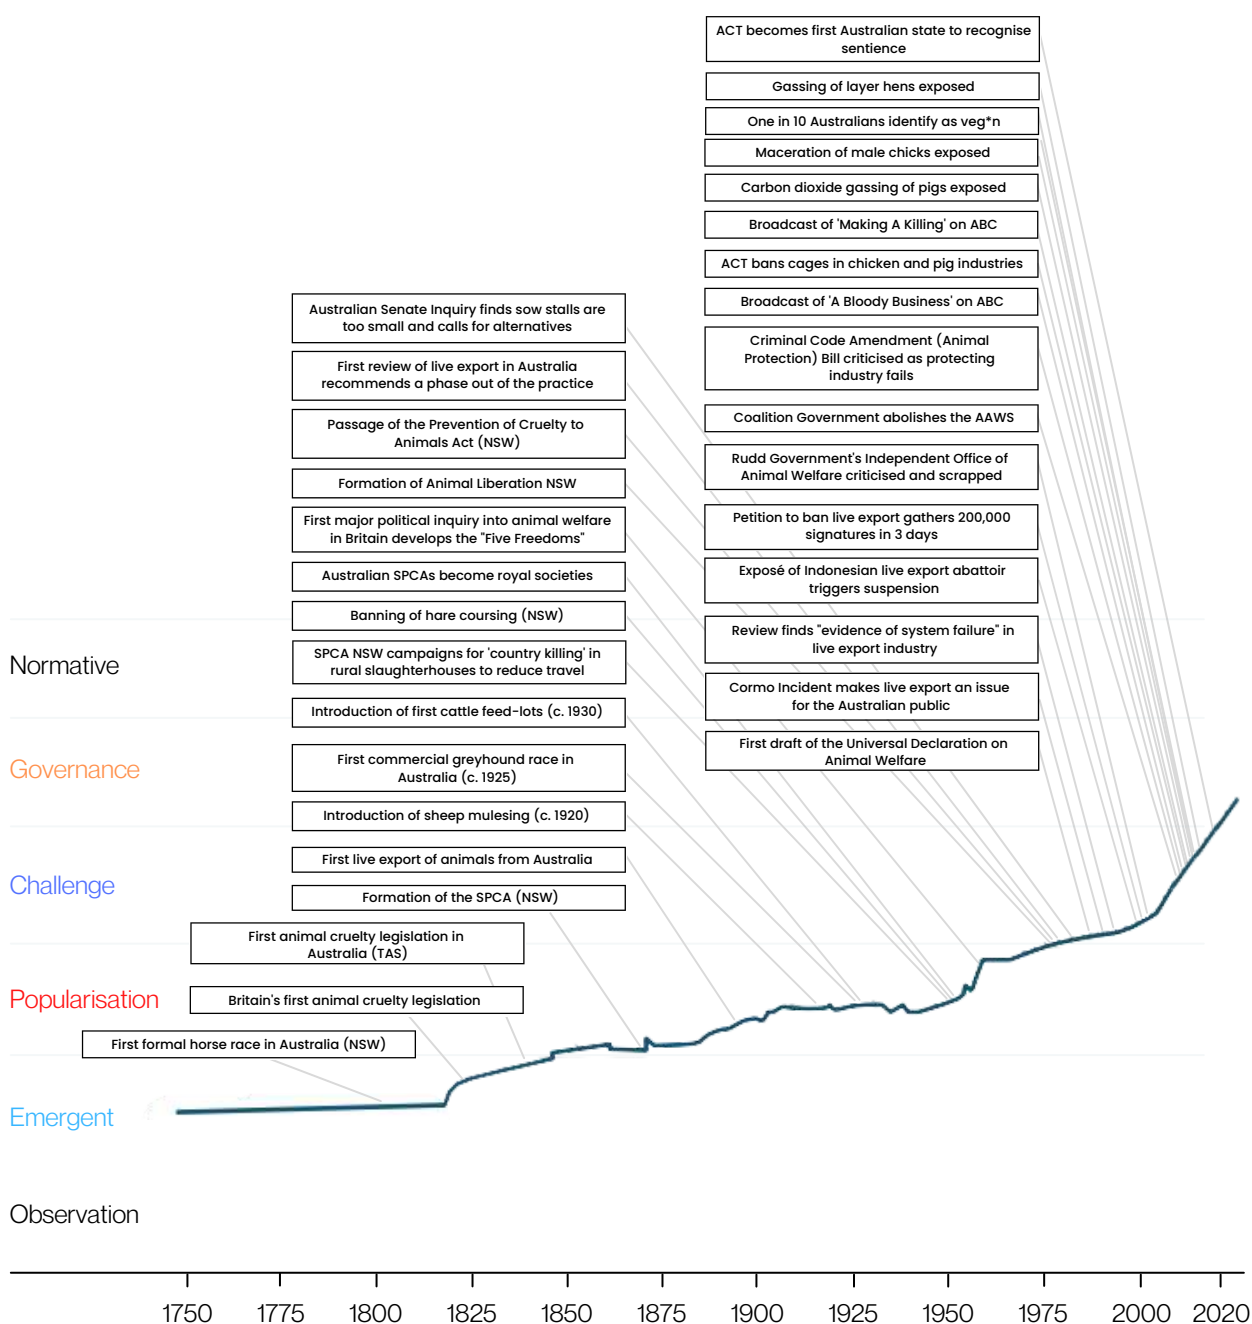 ACT becomes first Australian state to recognise
sentience
Gassing of layer hens exposed
One in 10 Australians identify as veg*n
Maceration of male chicks exposed
Carbon dioxide gassing of pigs exposed
Broadcast of 'Making A Killing' on ABC
ACT bans cages in chicken and pig industries
Broadcast of 'A Bloody Business' on ABC
Criminal Code Amendment (Animal
Protection) Bill criticised as protecting
industry fails
Coalition Government abolishes the AAWS
Rudd Government's Independent Office of
Animal Welfare criticised and scrapped
Petition to ban live export gathers 200,000
signatures in 3 days
Exposé of Indonesian live export abattoir
triggers suspension
Review finds "evidence of system failure" in
live export industry
Cormo Incident makes live export an issue
for the Australian public
First draft of the Universal Declaration on
Animal Welfare
Australian Senate Inquiry finds sow stalls are
too small and calls for alternatives
First review of live export in Australia
recommends a phase out of the practice
Passage of the Prevention of Cruelty to
Animals Act (NSW)
Formation of Animal Liberation NSW
First major political inquiry into animal welfare
in Britain develops the "Five Freedoms"
Australian SPCAs become royal societies
Banning of hare coursing (NSW)
SPCA NSW campaigns for 'country killing' in
rural slaughterhouses to reduce travel
Introduction of first cattle feed-lots (c. 1930)
First commercial greyhound race in
Australia (c. 1925)
Introduction of sheep mulesing (c. 1920)
First live export of animals from Australia
Formation of the SPCA (NSW)
First animal cruelty legislation in
Australia (TAS)
Britain's first animal cruelty legislation
First formal horse race in Australia (NSW)
Normative
Governance
Challenge
Popularisation
Emergent
Observation
1750 1775 1800 1825 1850 1875 1900 1925 1950 1975 2000 2020